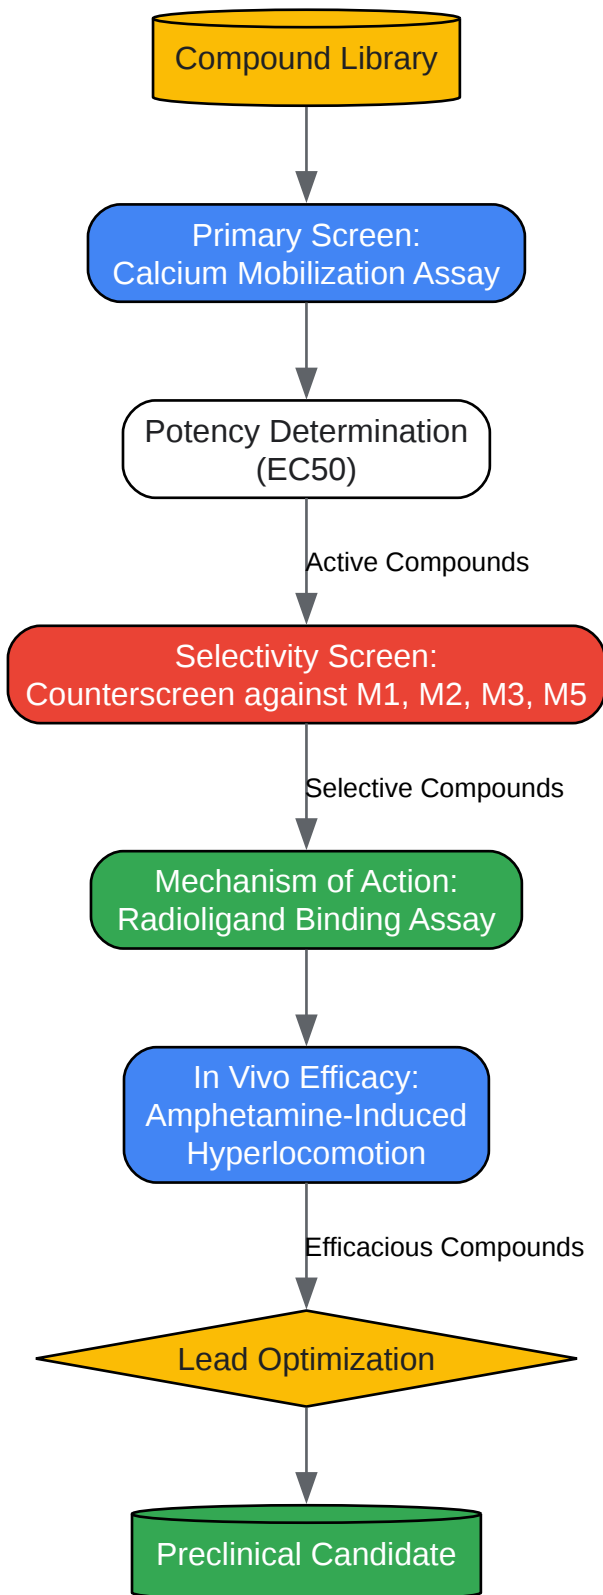 Compound Library
Primary Screen:
Calcium Mobilization Assay
Potency Determination
(EC50)
Active Compounds
Selectivity Screen:
Counterscreen against M1, M2, M3, M5
Selective Compounds
Mechanism of Action:
Radioligand Binding Assay
In Vivo Efficacy:
Amphetamine-Induced
Hyperlocomotion
Efficacious Compounds
Lead Optimization
Preclinical Candidate